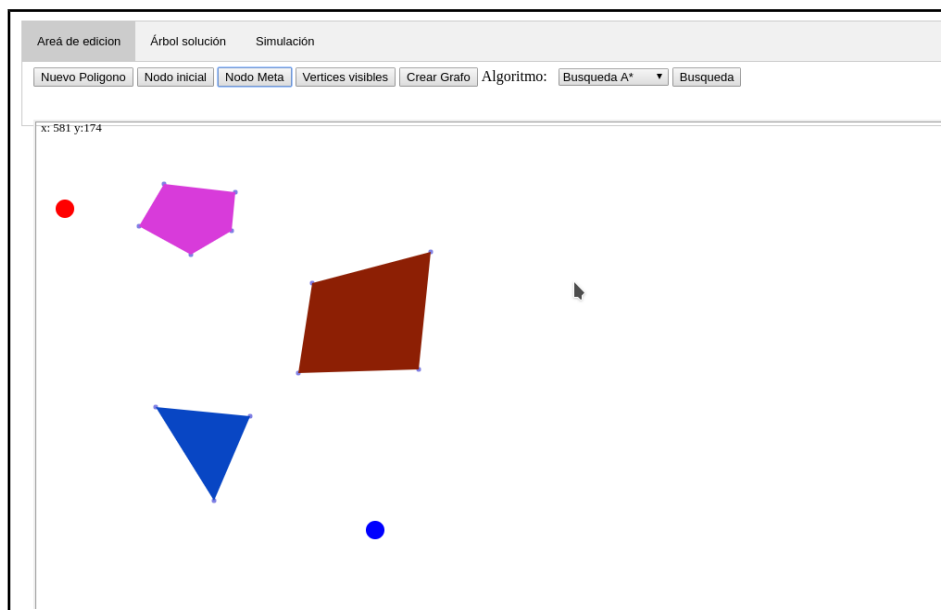 Areá de edicion Árbol solución Simulación
Nuevo Poligono Nodo inicial Nodo Meta Vertices visibles Crear Grafo Algoritmo: Busqueda A* Busqueda
x: 581 y:174